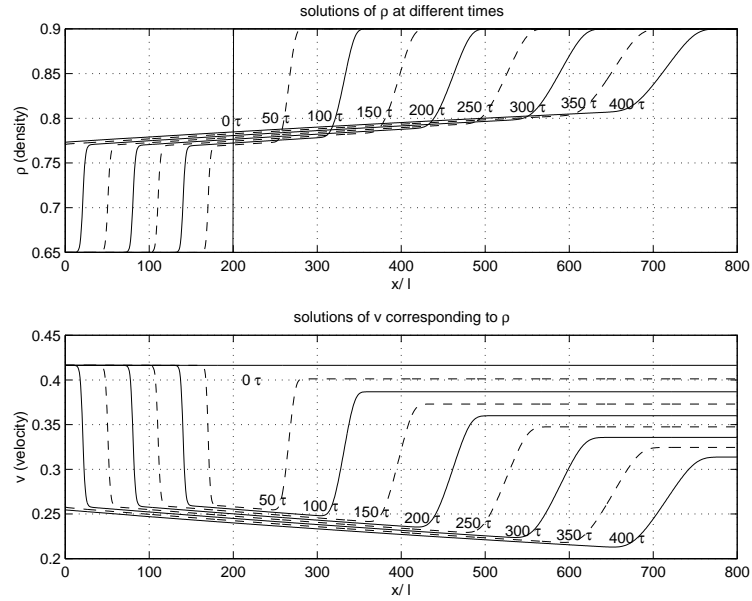 solutions of ρ at different times
0.9
0.85
0.8
0.75
0.7
0.65
ρ (density)
0 τ
50 τ
100 τ
150 τ
200 τ
250 τ
300 τ
350 τ
400 τ
0
100
200
300
400
500
600
700
800
x/ l
solutions of v corresponding to ρ
0.45
0.4
0.35
0.3
0.25
0.2
v (velocity)
0 τ
50 τ
100 τ
150 τ
200 τ
250 τ
300 τ
350 τ
400 τ
0
100
200
300
400
500
600
700
800
x/ l